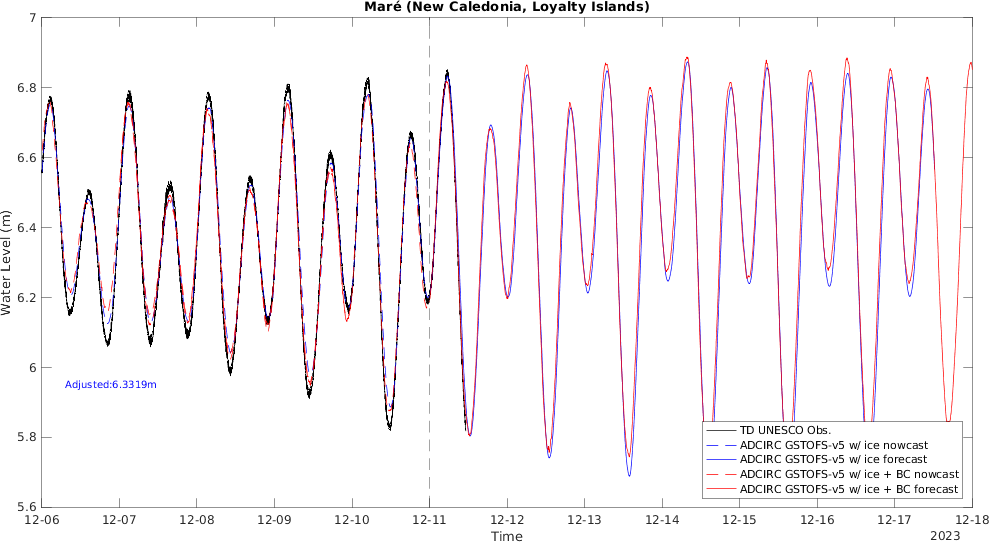 Maré (New Caledonia, Loyalty Islands)
7
6.8
6.6
6.4
6.2
6
5.8
5.6
Water Level (m)
Adjusted:6.3319m
TD UNESCO Obs.
ADCIRC GSTOFS-v5 w/ ice nowcast
ADCIRC GSTOFS-v5 w/ ice forecast
ADCIRC GSTOFS-v5 w/ ice + BC nowcast
ADCIRC GSTOFS-v5 w/ ice + BC forecast
12-06 12-07 12-08 12-09 12-10 12-11 12-12 12-13 12-14 12-15 12-16 12-17 12-18
Time
2023